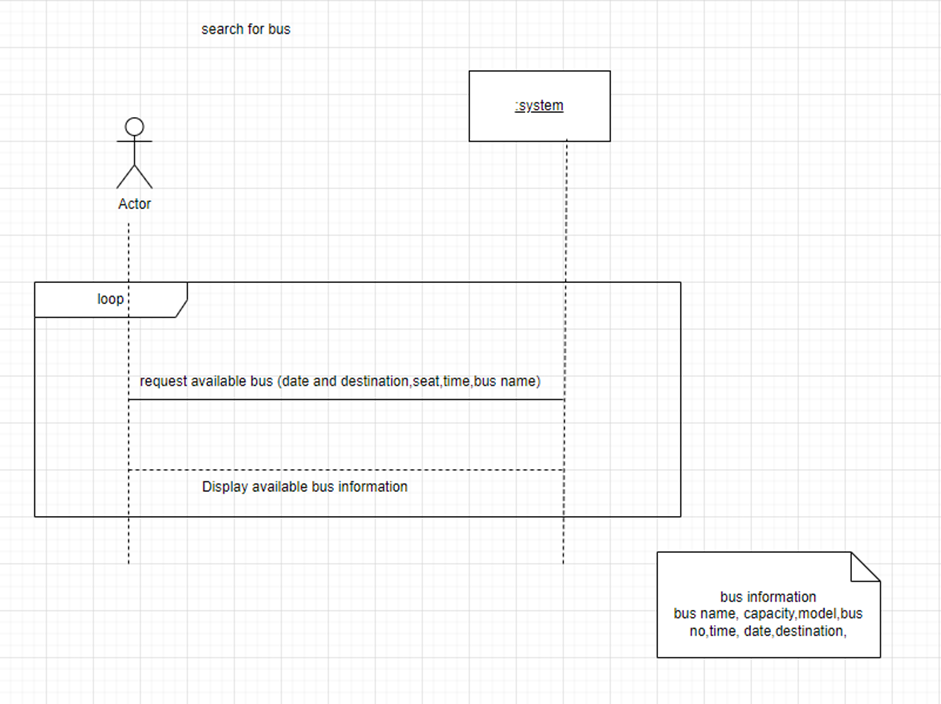 search for bus
:system
Actor
loop
request available bus (date and destination,seat,time,bus name)
Display available bus information
bus information
bus name, capacity,model,bus
no,time, date,destination,